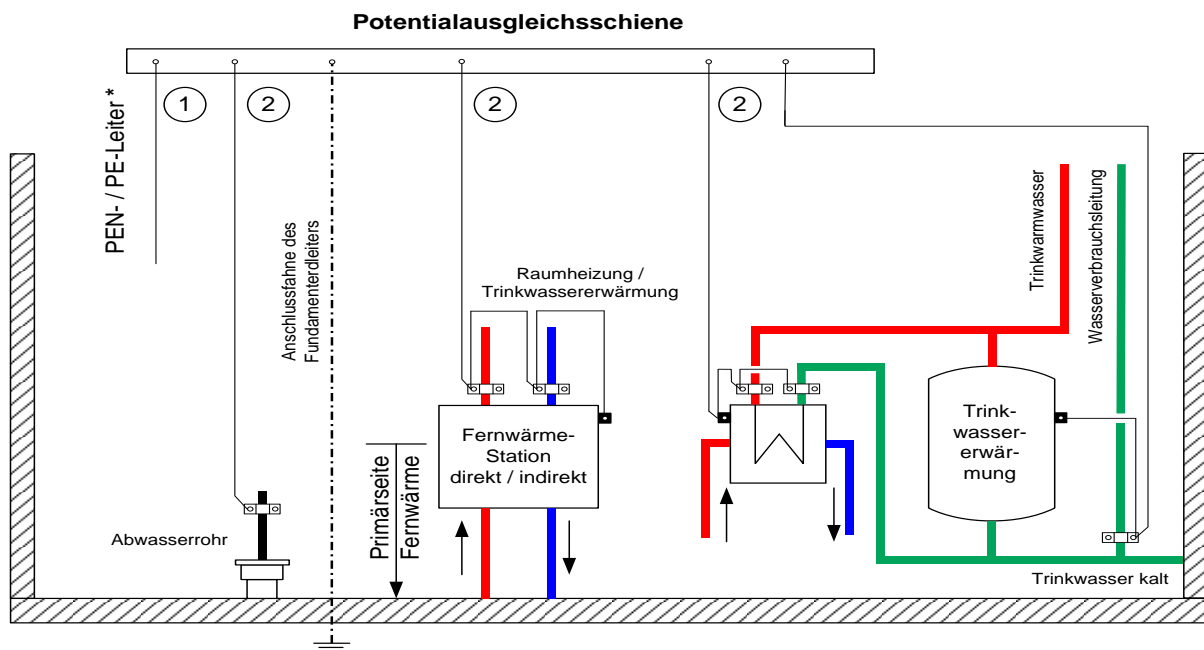 Potentialausgleichsschiene
1
2
2
2
PEN- / PE-Leiter *
Anschlussfahne des
Fundamenterdleiters
Raumheizung /
Trinkwassererwärmung
Trinkwarmwasser
Wasserverbrauchsleitung
Fernwärme-
Station
direkt / indirekt
Trink-
wasser-
erwär-
mung
Primärseite
Fernwärme
Abwasserrohr
Trinkwasser kalt